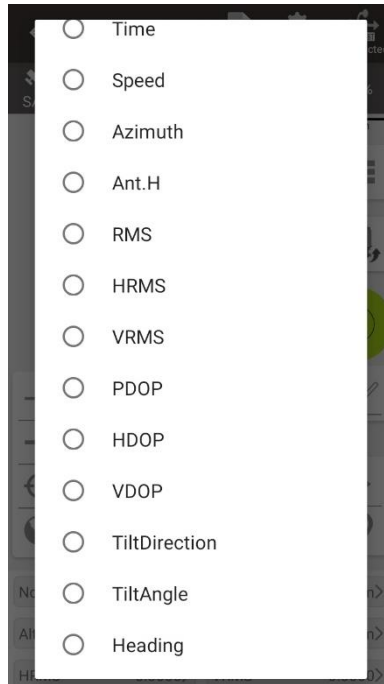 Time
Speed
Azimuth
Ant.H
RMS
HRMS
VRMS
PDOP
HDOP
VDOP
TiltDirection
TiltAngle
Heading